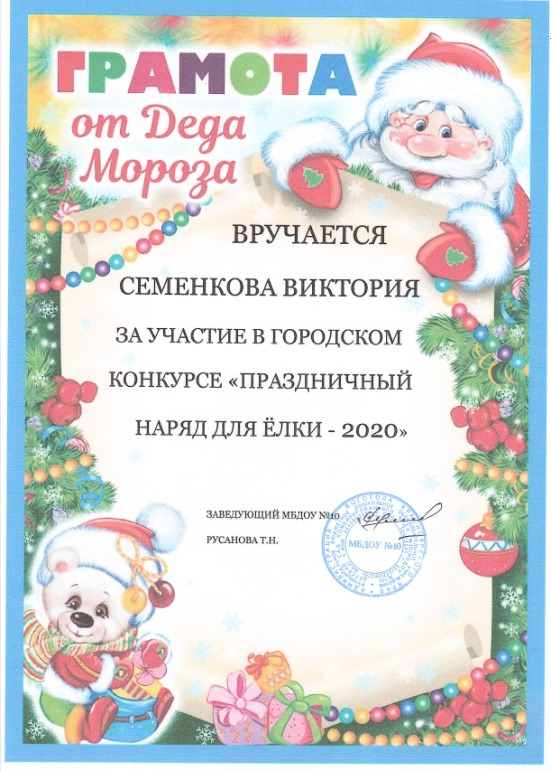 ГРАМОТА
от Деда
Мороза
ВРУЧАЕТСЯ
СЕМЕНКОВА ВИКТОРИЯ
ЗА УЧАСТИЕ В ГОРОДСКОМ
КОНКУРСЕ «ПРАЗДНИЧНЫЙ
НАРЯД ДЛЯ ЁЛКИ - 2020»
ЗАВЕДУЮЩИЙ МБДОУ №10
РУСАНОВА Т.Н.
МБДОУ №10